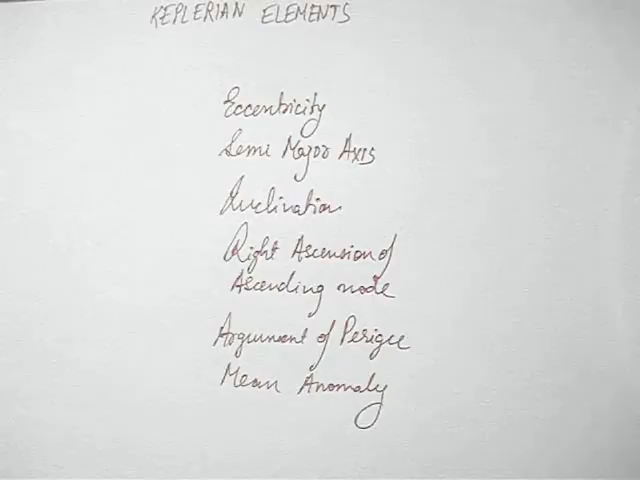 KEPLERIAN ELEMENTS
Eccentricity
Semi Major Axis
Inclination
Right Ascension of
Ascending node
Argument of Perigee
Mean Anomaly